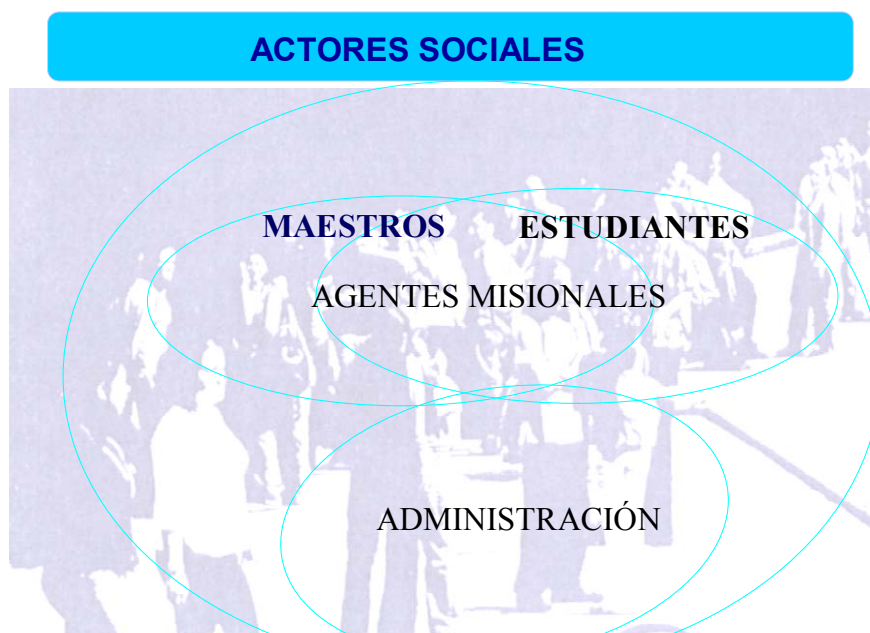 ACTORES SOCIALES
MAESTROS ESTUDIANTES
AGENTES MISIONALES
ADMINISTRACIÓN